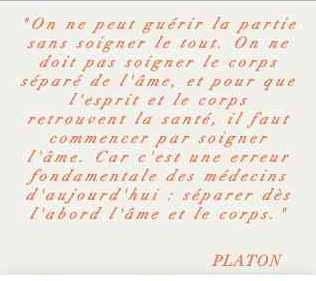 "On ne peut guérir la partie
sans soigner le tout. On ne
doit pas soigner le corps
séparé de l'âme, et pour que
l'esprit et le corps
retrouvent la santé, il faut
commencer par soigner
l'âme. Car c'est une erreur
fondamentale des médecins
d'aujourd'hui : séparer dès
l'abord l'âme et le corps. "
PLATON